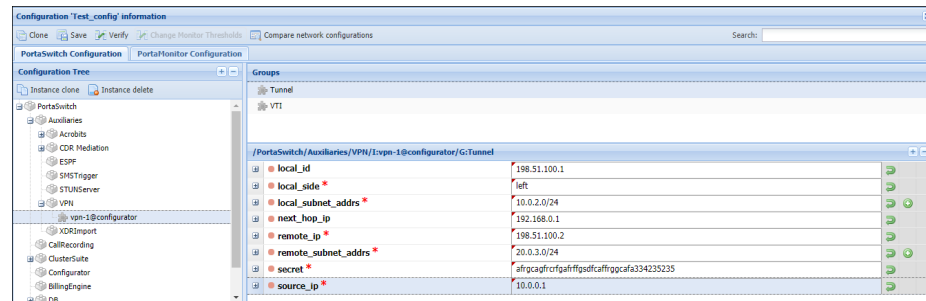 Configuration 'Test_config' information
Clone Save Verify Change Monitor Thresholds Compare network configurations Search:
PortaSwitch Configuration PortaMonitor Configuration
Configuration Tree
Instance clone Instance delete
PortaSwitch
Auxiliaries
Acrobits
CDR Mediation
ESPF
SMSTrigger
STUNServer
VPN
vpn-1@configurator
XDRImport
CallRecording
ClusterSuite
Configurator
BillingEngine
DB
Groups
Tunnel
VTI
/PortaSwitch/Auxiliaries/VPN/I:vpn-1@configurator/G:Tunnel
local_id 198.51.100.1
local_side * left
local_subnet_addrs * 10.0.2.0/24
next_hop_ip 192.168.0.1
remote_ip * 198.51.100.2
remote_subnet_addrs * 20.0.3.0/24
secret * afrgcagfrcrfgafrffgsdfcaffrggcafa334235235
source_ip * 10.0.0.1